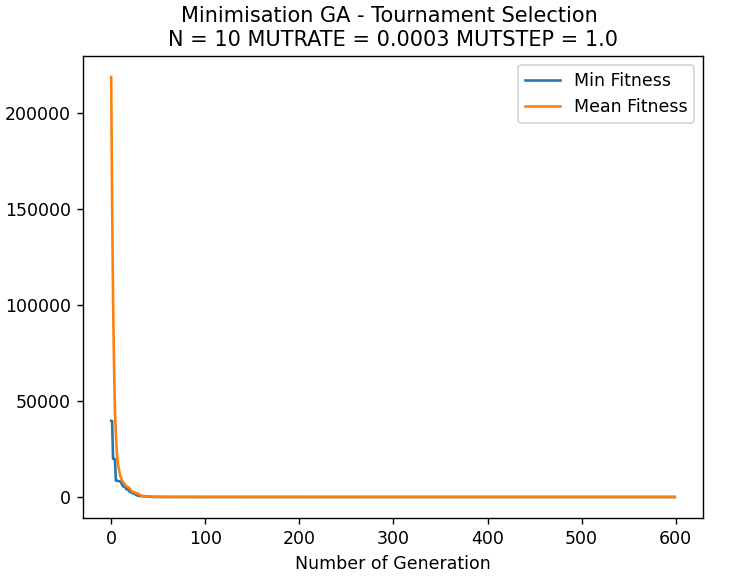 Minimisation GA - Tournament Selection
N = 10 MUTRATE = 0.0003 MUTSTEP = 1.0
Min Fitness
Mean Fitness
200000
150000
100000
50000
0
0 100 200 300 400 500 600
Number of Generation